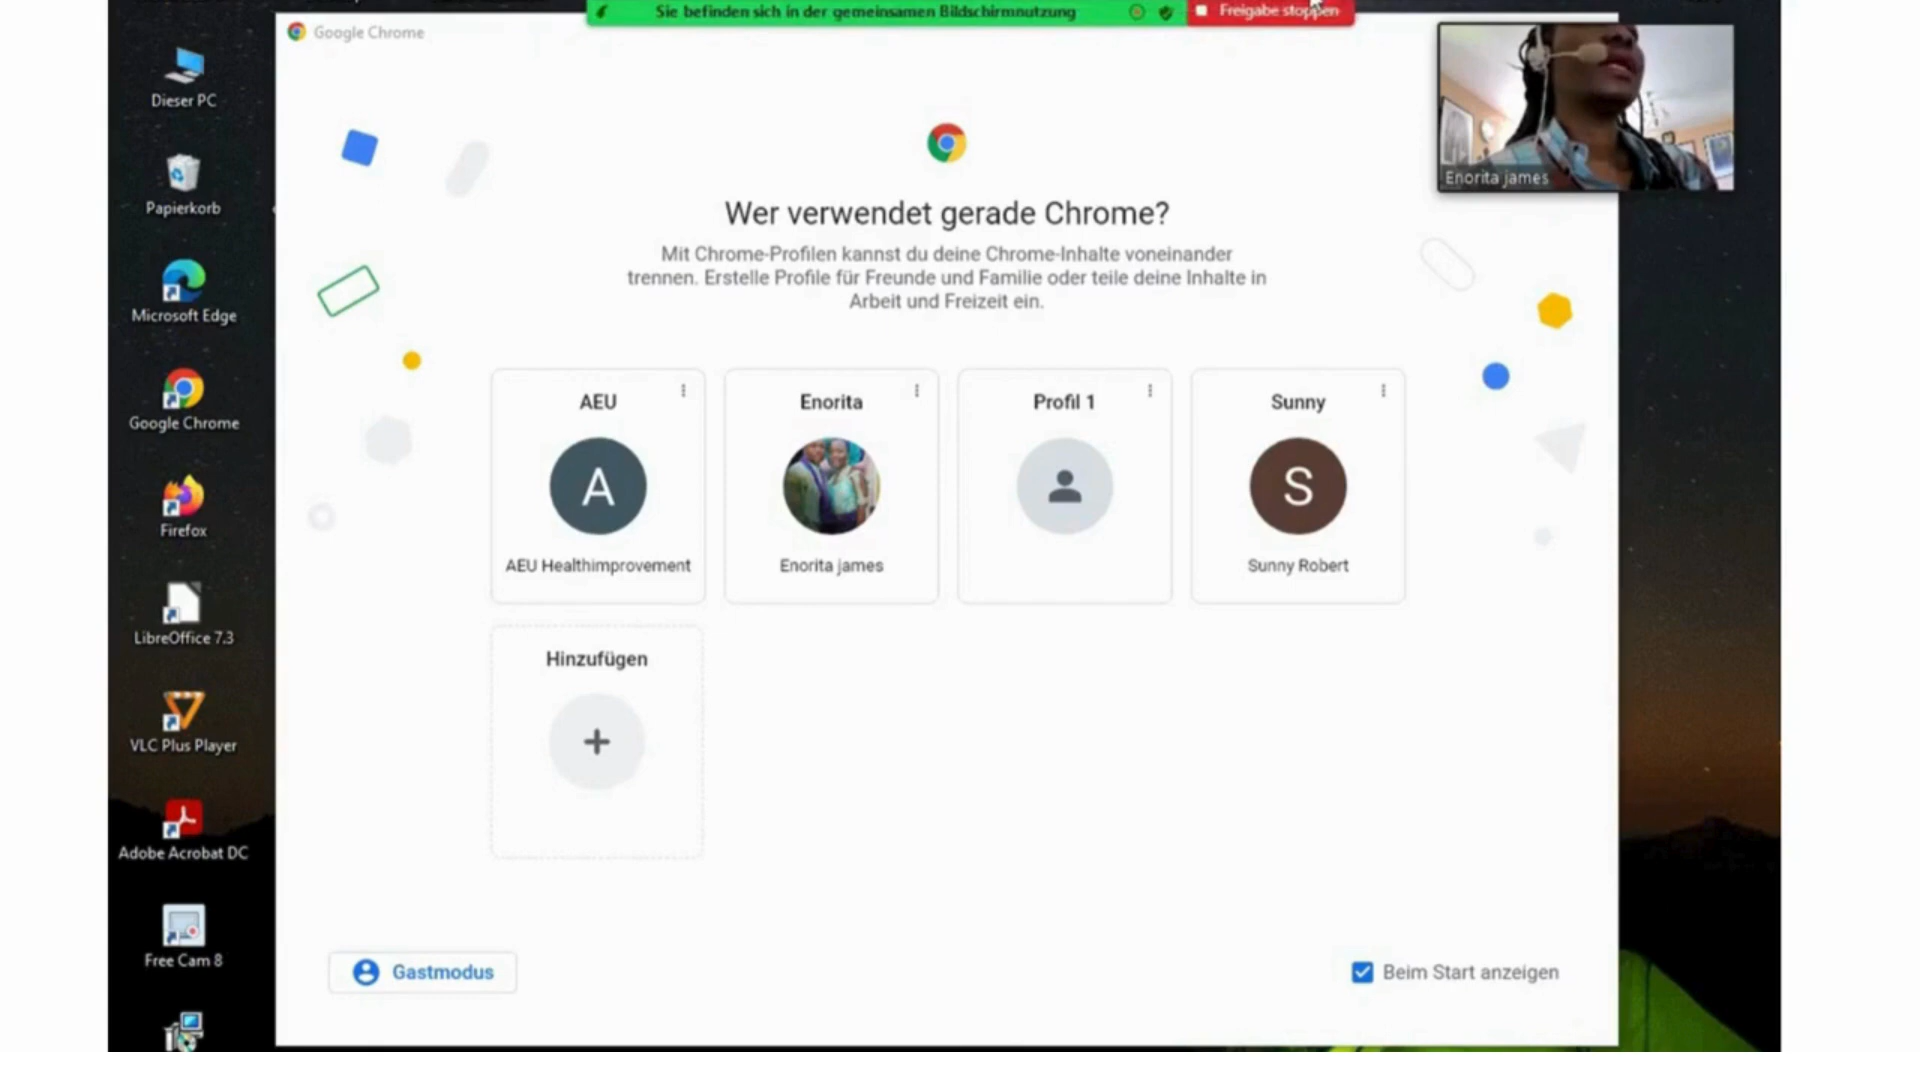 Sie befinden sich in der gemeinsamen Bildschirmnutzung
Freigabe stoppen
Google Chrome
Enorita james
Dieser PC
Papierkorb
Microsoft Edge
Google Chrome
Firefox
LibreOffice 7.3
VLC Plus Player
Adobe Acrobat DC
Free Cam 8
Wer verwendet gerade Chrome?
Mit Chrome-Profilen kannst du deine Chrome-Inhalte voneinander
trennen. Erstelle Profile für Freunde und Familie oder teile deine Inhalte in
Arbeit und Freizeit ein.
AEU
A
AEU Healthimprovement
Enorita
Enorita james
Profil 1
Sunny
S
Sunny Robert
Hinzufügen
Gastmodus
Beim Start anzeigen